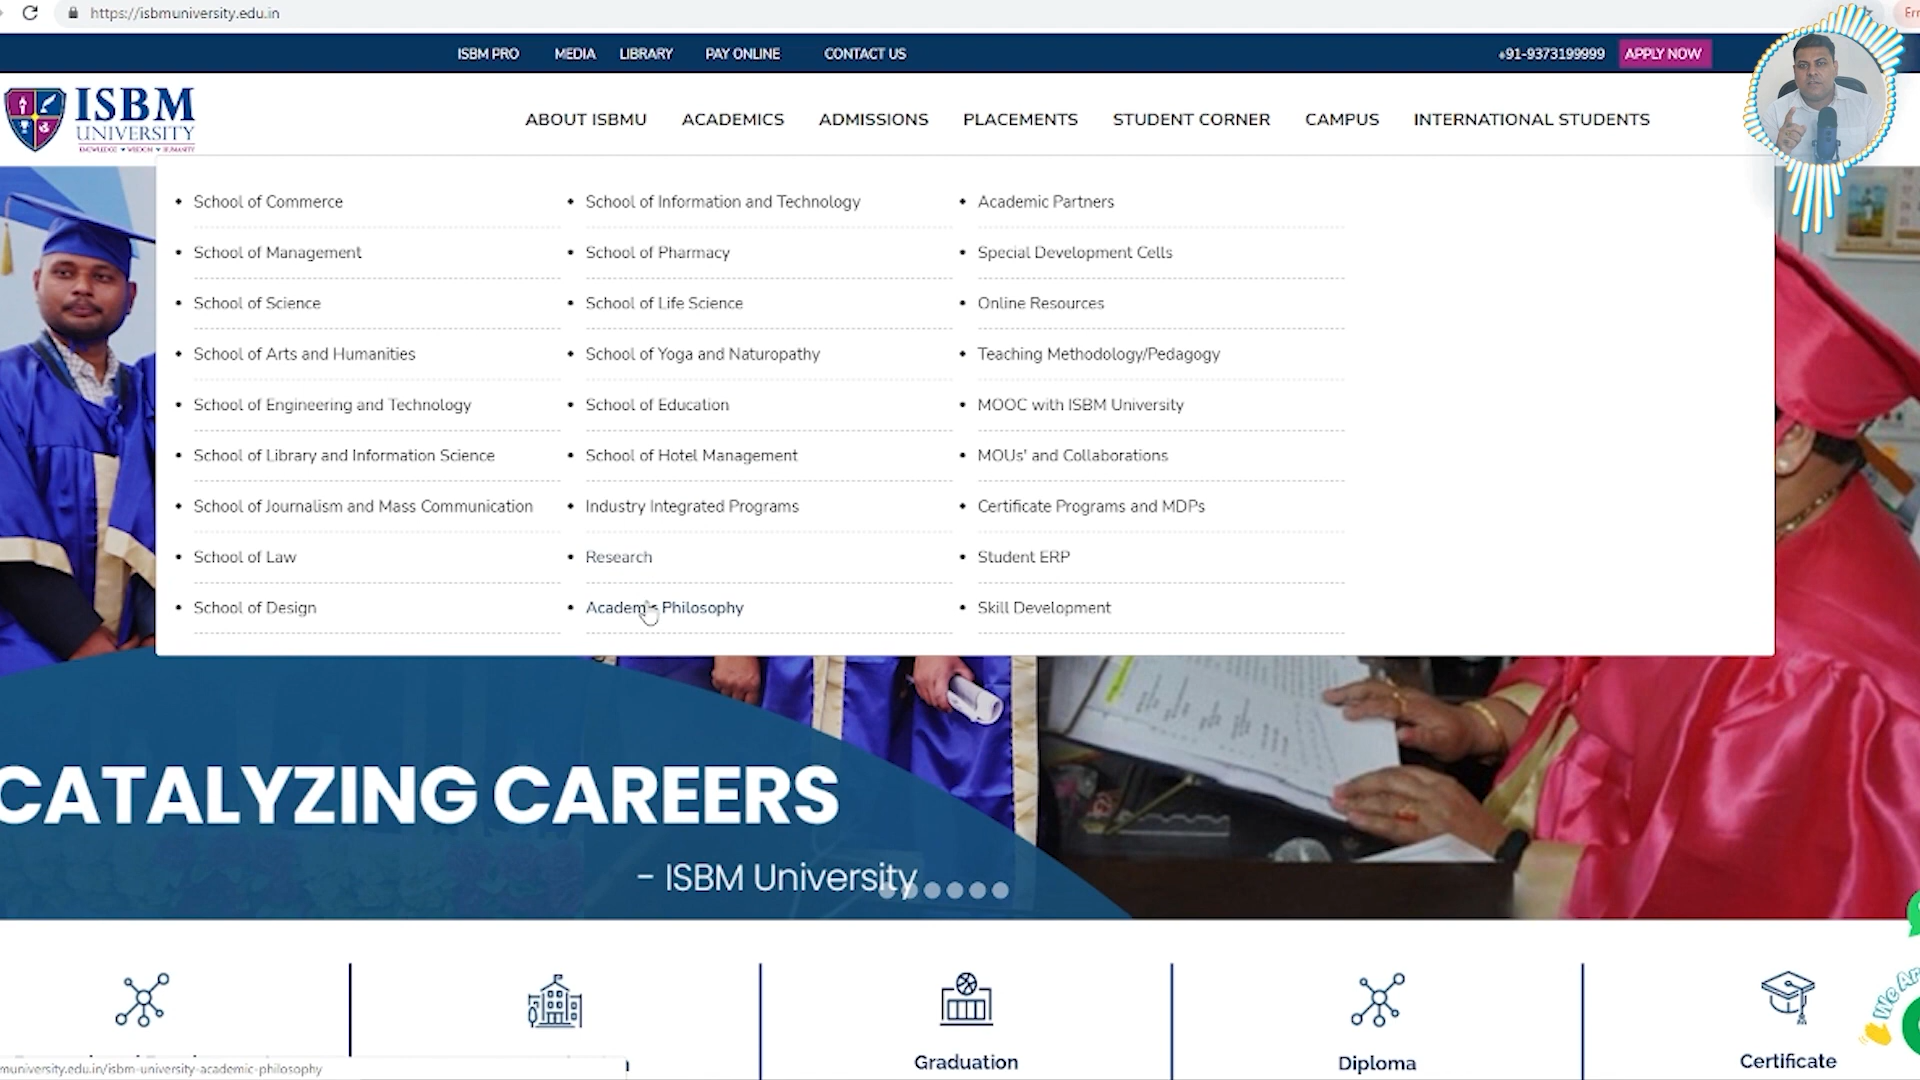 https://isbmuniversity.edu.in
ISBM PRO MEDIA LIBRARY PAY ONLINE CONTACT US +91-9373199999 APPLY NOW
ISBM
UNIVERSITY
KNOWLEDGE • WISDOM • HUMANITY
ABOUT ISBMU ACADEMICS ADMISSIONS PLACEMENTS STUDENT CORNER CAMPUS INTERNATIONAL STUDENTS
• School of Commerce
• School of Management
• School of Science
• School of Arts and Humanities
• School of Engineering and Technology
• School of Library and Information Science
• School of Journalism and Mass Communication
• School of Law
• School of Design
• School of Information and Technology
• School of Pharmacy
• School of Life Science
• School of Yoga and Naturopathy
• School of Education
• School of Hotel Management
• Industry Integrated Programs
• Research
• Academic Philosophy
• Academic Partners
• Special Development Cells
• Online Resources
• Teaching Methodology/Pedagogy
• MOOC with ISBM University
• MOUs' and Collaborations
• Certificate Programs and MDPs
• Student ERP
• Skill Development
CATALYZING CAREERS
- ISBM University
We Ar
Graduation
Diploma
Certificate
muniversity.edu.in/isbm-university-academic-philosophy